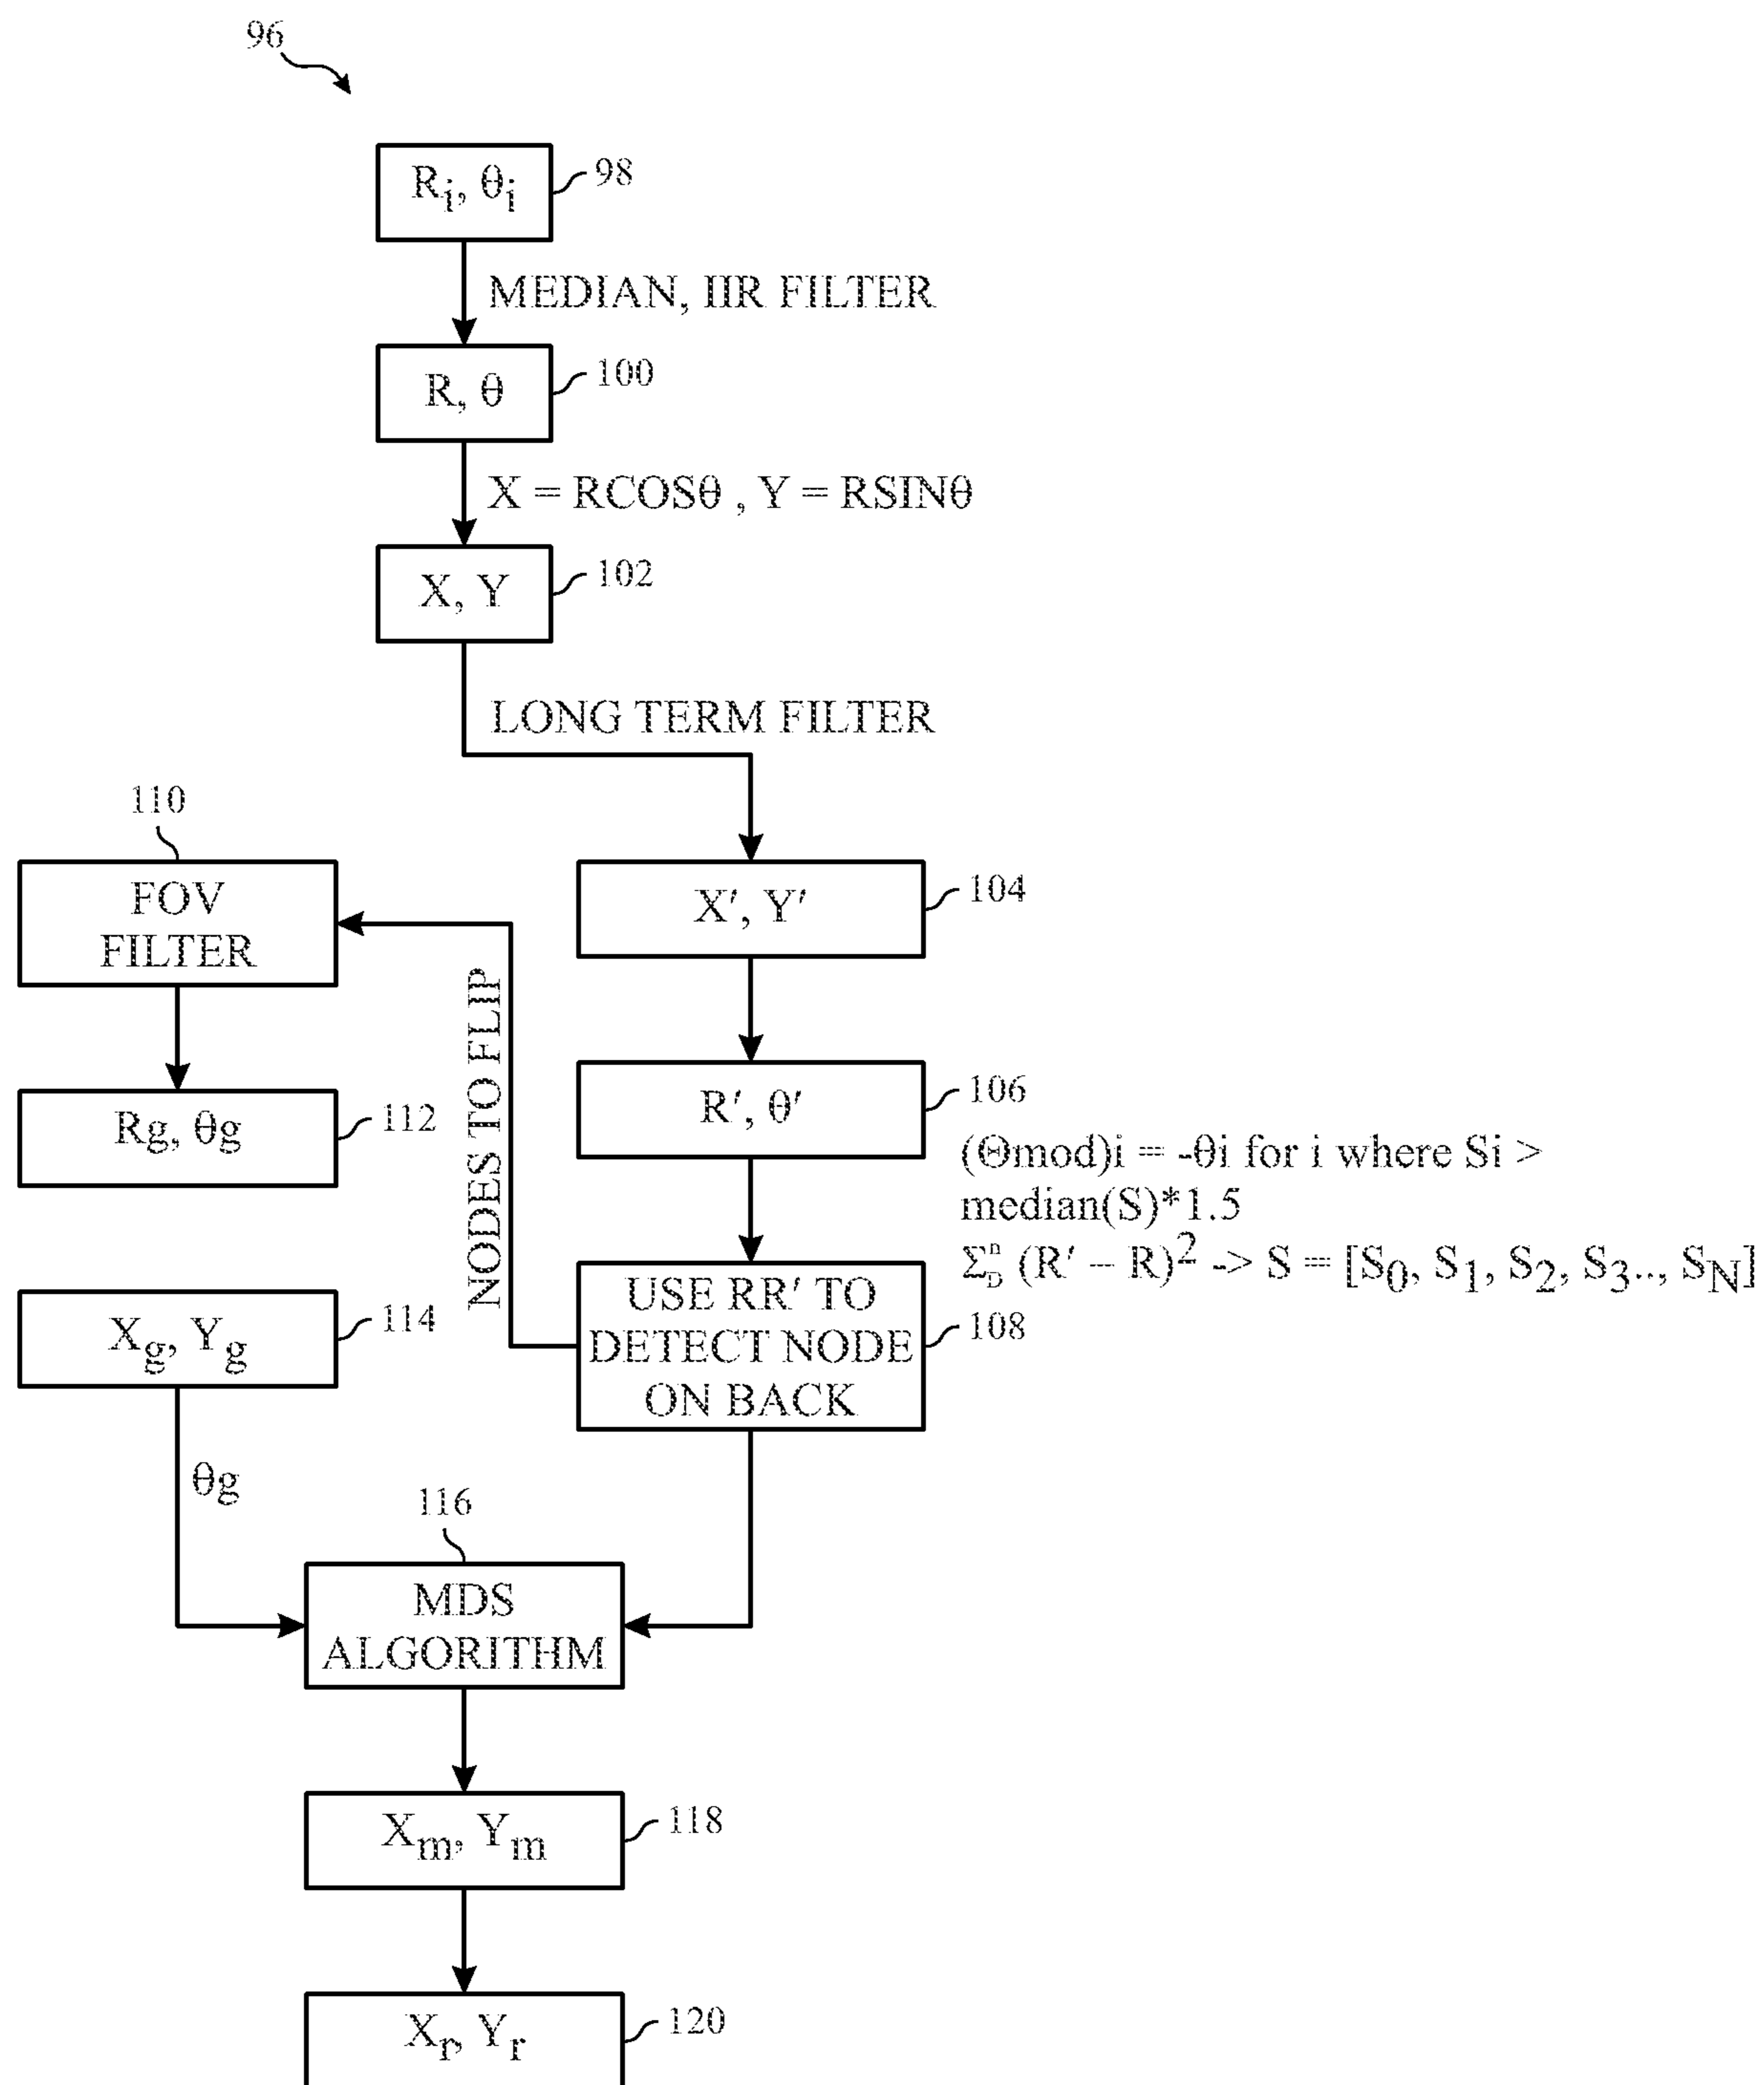 96
Rᵢ, θᵢ
98
MEDIAN, IIR FILTER
R, θ
100
X = RCOSθ , Y = RSINθ
X, Y
102
LONG TERM FILTER
110
FOV
FILTER
X′, Y′
104
NODES TO FLIP
R′, θ′
106
Rg, θg
112
(Θmod)i = -θi for i where Si >
median(S)*1.5
Σ (R′ – R)² -> S = [S₀, S₁, S₂, S₃.., S_N]
USE RR′ TO
DETECT NODE
ON BACK
108
X_g, Y_g
114
θg
116
MDS
ALGORITHM
Xₘ, Yₘ
118
Xᵣ, Yᵣ
120